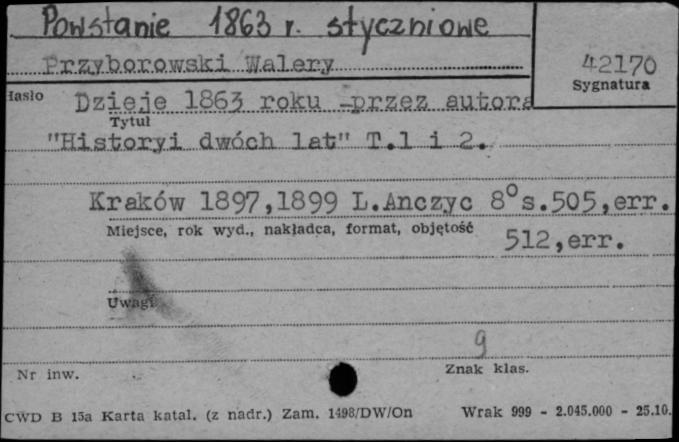 Powstanie 1863 r. styczniowe
Przyborowski Walery
42170
Sygnatura
Hasło
Dzieje 1863 roku -przez autora
Tytuł
"Historyi dwóch lat" T.1 i 2.
Kraków 1897,1899 L.Anczyc 8° s.505,err.
Miejsce, rok wyd., nakładca, format, objętość
512,err.
Uwagi
9
Nr inw.
Znak klas.
CWD B 15a Karta katal. (z nadr.) Zam. 1498/DW/On
Wrak 999 - 2.045.000 - 25.10.